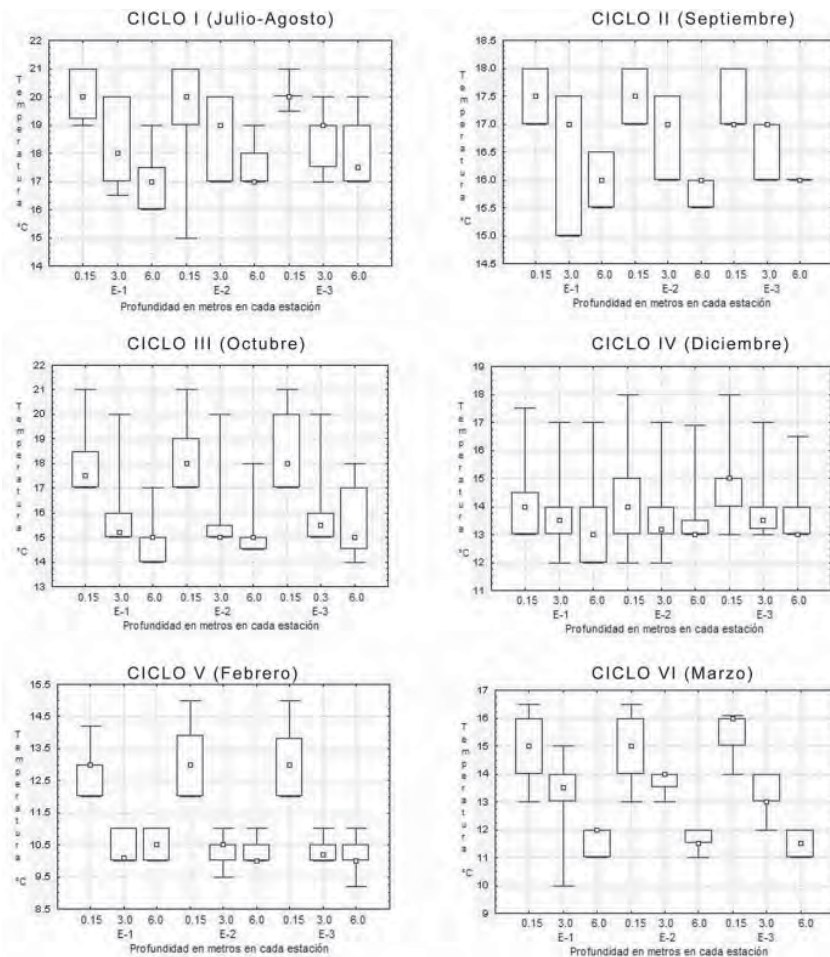 CICLO I (Julio-Agosto)
Temperatura °C
22
21
20
19
18
17
16
15
14
0.15 3.0 6.0 0.15 3.0 6.0 0.15 3.0 6.0
E-1 E-2 E-3
Profundidad en metros en cada estación
CICLO II (Septiembre)
Temperatura °C
18.5
18.0
17.5
17.0
16.5
16.0
15.5
15.0
14.5
0.15 3.0 6.0 0.15 3.0 6.0 0.15 3.0 6.0
E-1 E-2 E-3
Profundidad en metros en cada estación
CICLO III (Octubre)
Temperatura °C
22
21
20
19
18
17
16
15
14
13
0.15 3.0 6.0 0.15 3.0 6.0 0.15 3.0 6.0
E-1 E-2 E-3
Profundidad en metros en cada estación
CICLO IV (Diciembre)
Temperatura °C
19
18
17
16
15
14
13
12
11
0.15 3.0 6.0 0.15 3.0 6.0 0.15 3.0 6.0
E-1 E-2 E-3
Profundidad en metros en cada estación
CICLO V (Febrero)
Temperatura °C
15.5
14.5
13.5
12.5
11.5
10.5
9.5
8.5
0.15 3.0 6.0 0.15 3.0 6.0 0.15 3.0 6.0
E-1 E-2 E-3
Profundidad en metros en cada estación
CICLO VI (Marzo)
Temperatura °C
17
16
15
14
13
12
11
10
9
0.15 3.0 6.0 0.15 3.0 6.0 0.15 3.0 6.0
E-1 E-2 E-3
Profundidad en metros en cada estación